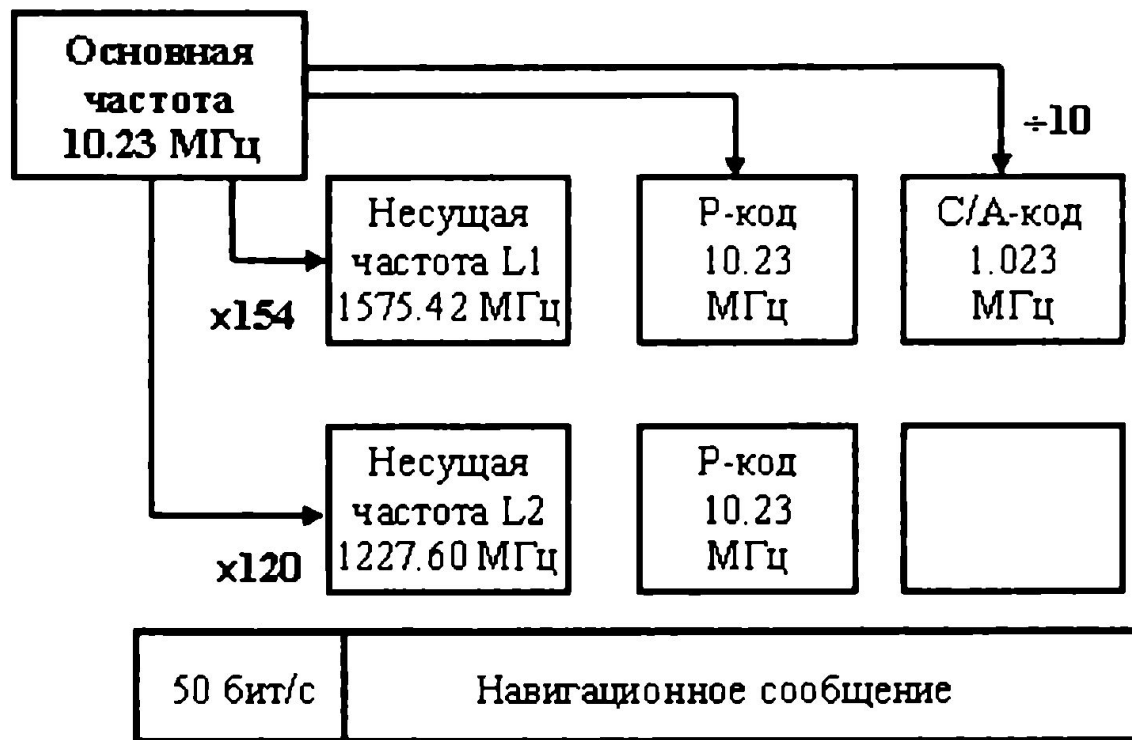 Основная
частота
10.23 МГц
÷10
Несущая
частота L1
1575.42 МГц
P-код
10.23
МГц
C/A-код
1.023
МГц
x154
Несущая
частота L2
1227.60 МГц
P-код
10.23
МГц
x120
50 бит/с
Навигационное сообщение